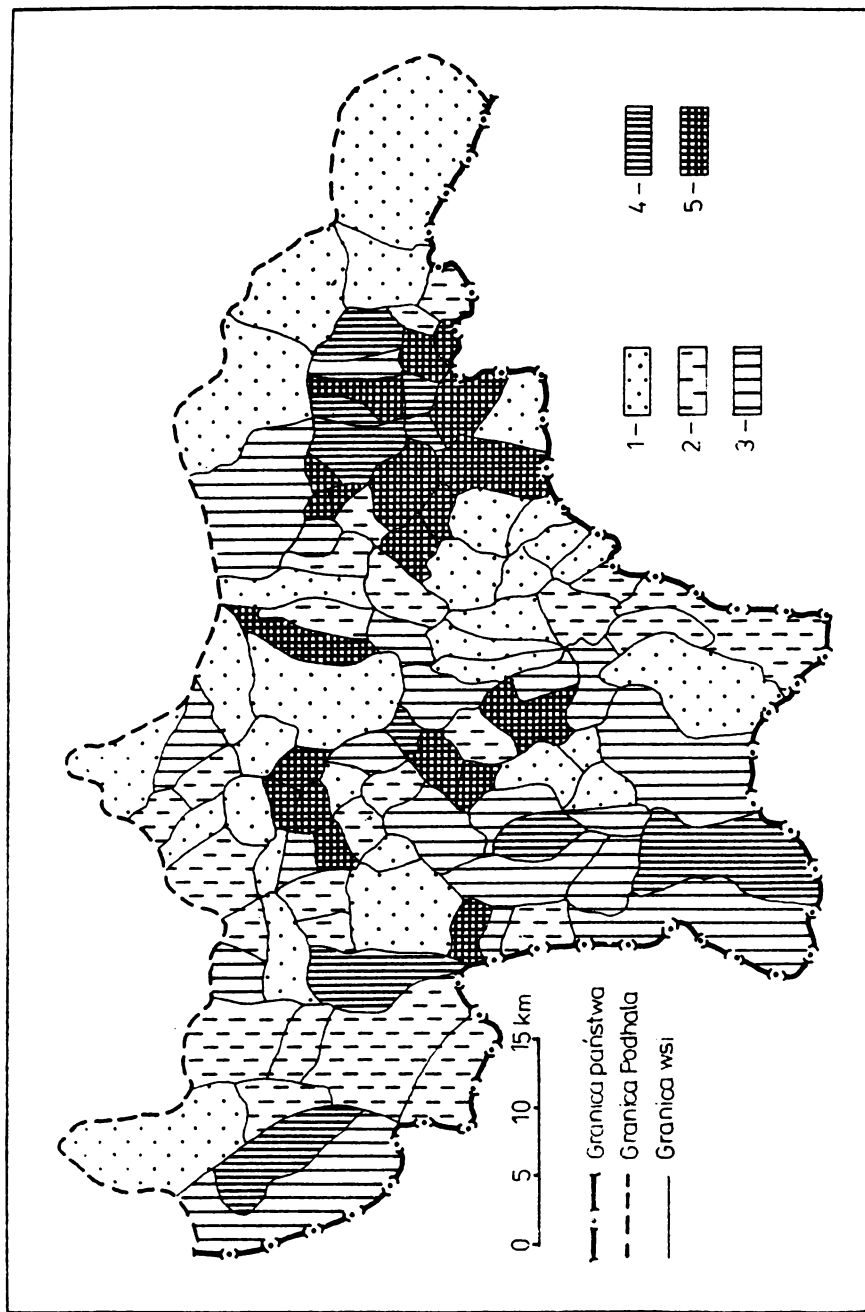 0 5 10 15 km
Granica państwa
Granica Podhala
Granica wsi
1-
2-
3-
4-
5-